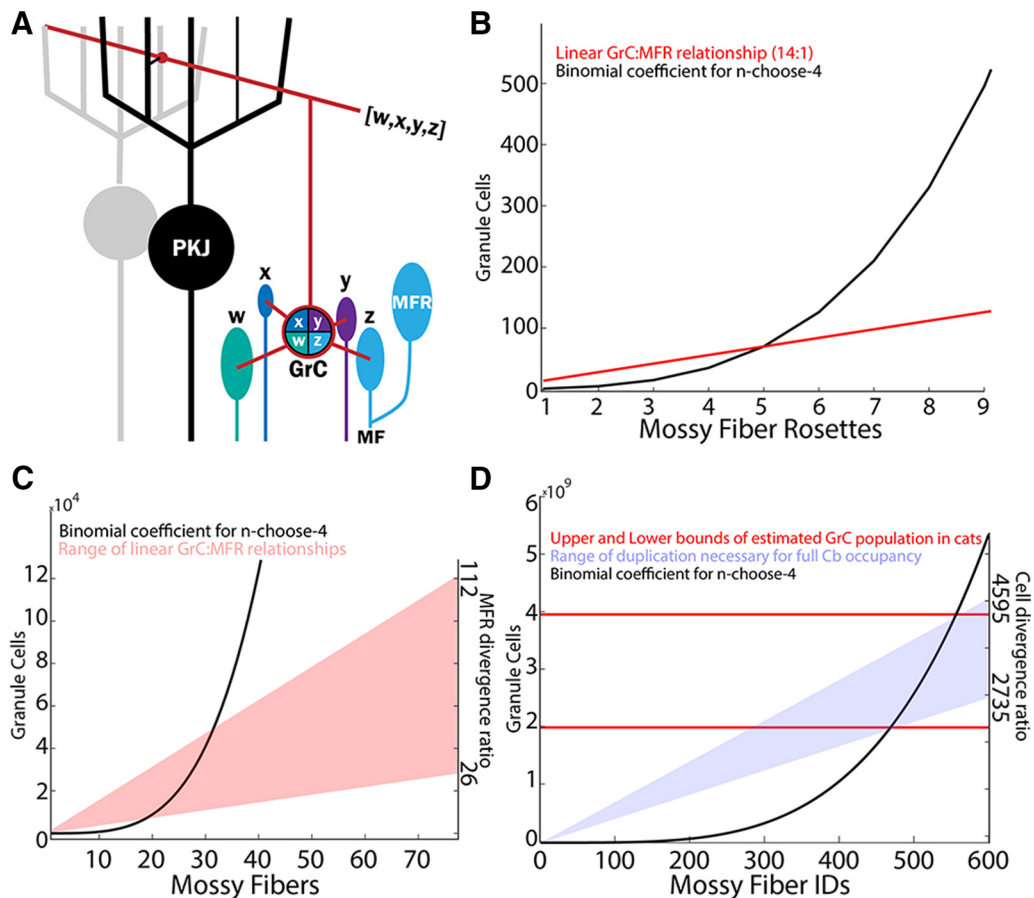 A
[w,x,y,z]
PKJ
x
y
w
z
MFR
x y
w z
GrC
MF
B
Linear GrC:MFR relationship (14:1)
Binomial coefficient for n-choose-4
Granule Cells
500
400
300
200
100
0
1 2 3 4 5 6 7 8 9
Mossy Fiber Rosettes
C
x10^4
Binomial coefficient for n-choose-4
Range of linear GrC:MFR relationships
Granule Cells
12
10
8
6
4
2
0
10 20 30 40 50 60 70
Mossy Fibers
112
26
MFR divergence ratio
D
x10^9
Upper and Lower bounds of estimated GrC population in cats
Range of duplication necessary for full Cb occupancy
Binomial coefficient for n-choose-4
Granule Cells
6
5
4
3
2
1
0
0 100 200 300 400 500 600
Mossy Fiber IDs
4595
2735
Cell divergence ratio